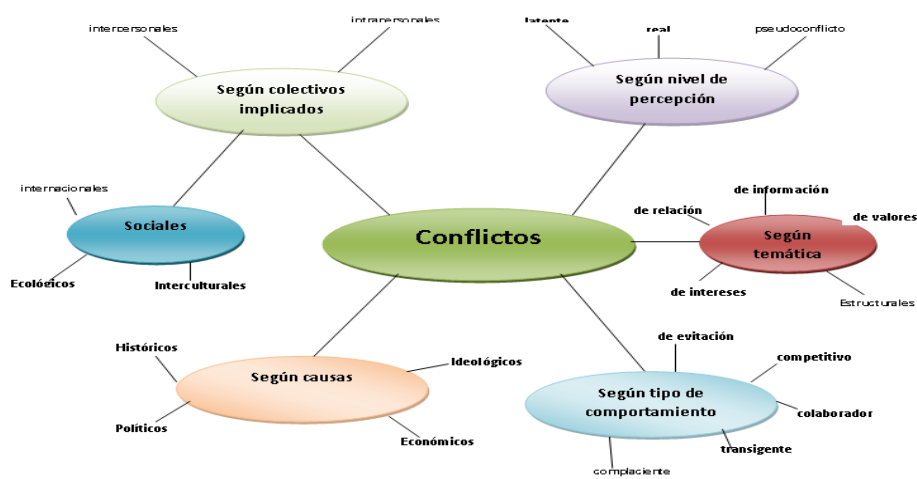 interpersonales
intrapersonales
latente
real
pseudoconflicto
Según colectivos
implicados
Según nivel de
percepción
internacionales
Sociales
Ecológicos
Interculturales
Conflictos
de información
de relación
de valores
Según
temática
de intereses
Estructurales
Históricos
Según causas
Ideológicos
Políticos
Económicos
de evitación
competitivo
Según tipo de
comportamiento
colaborador
transigente
complaciente